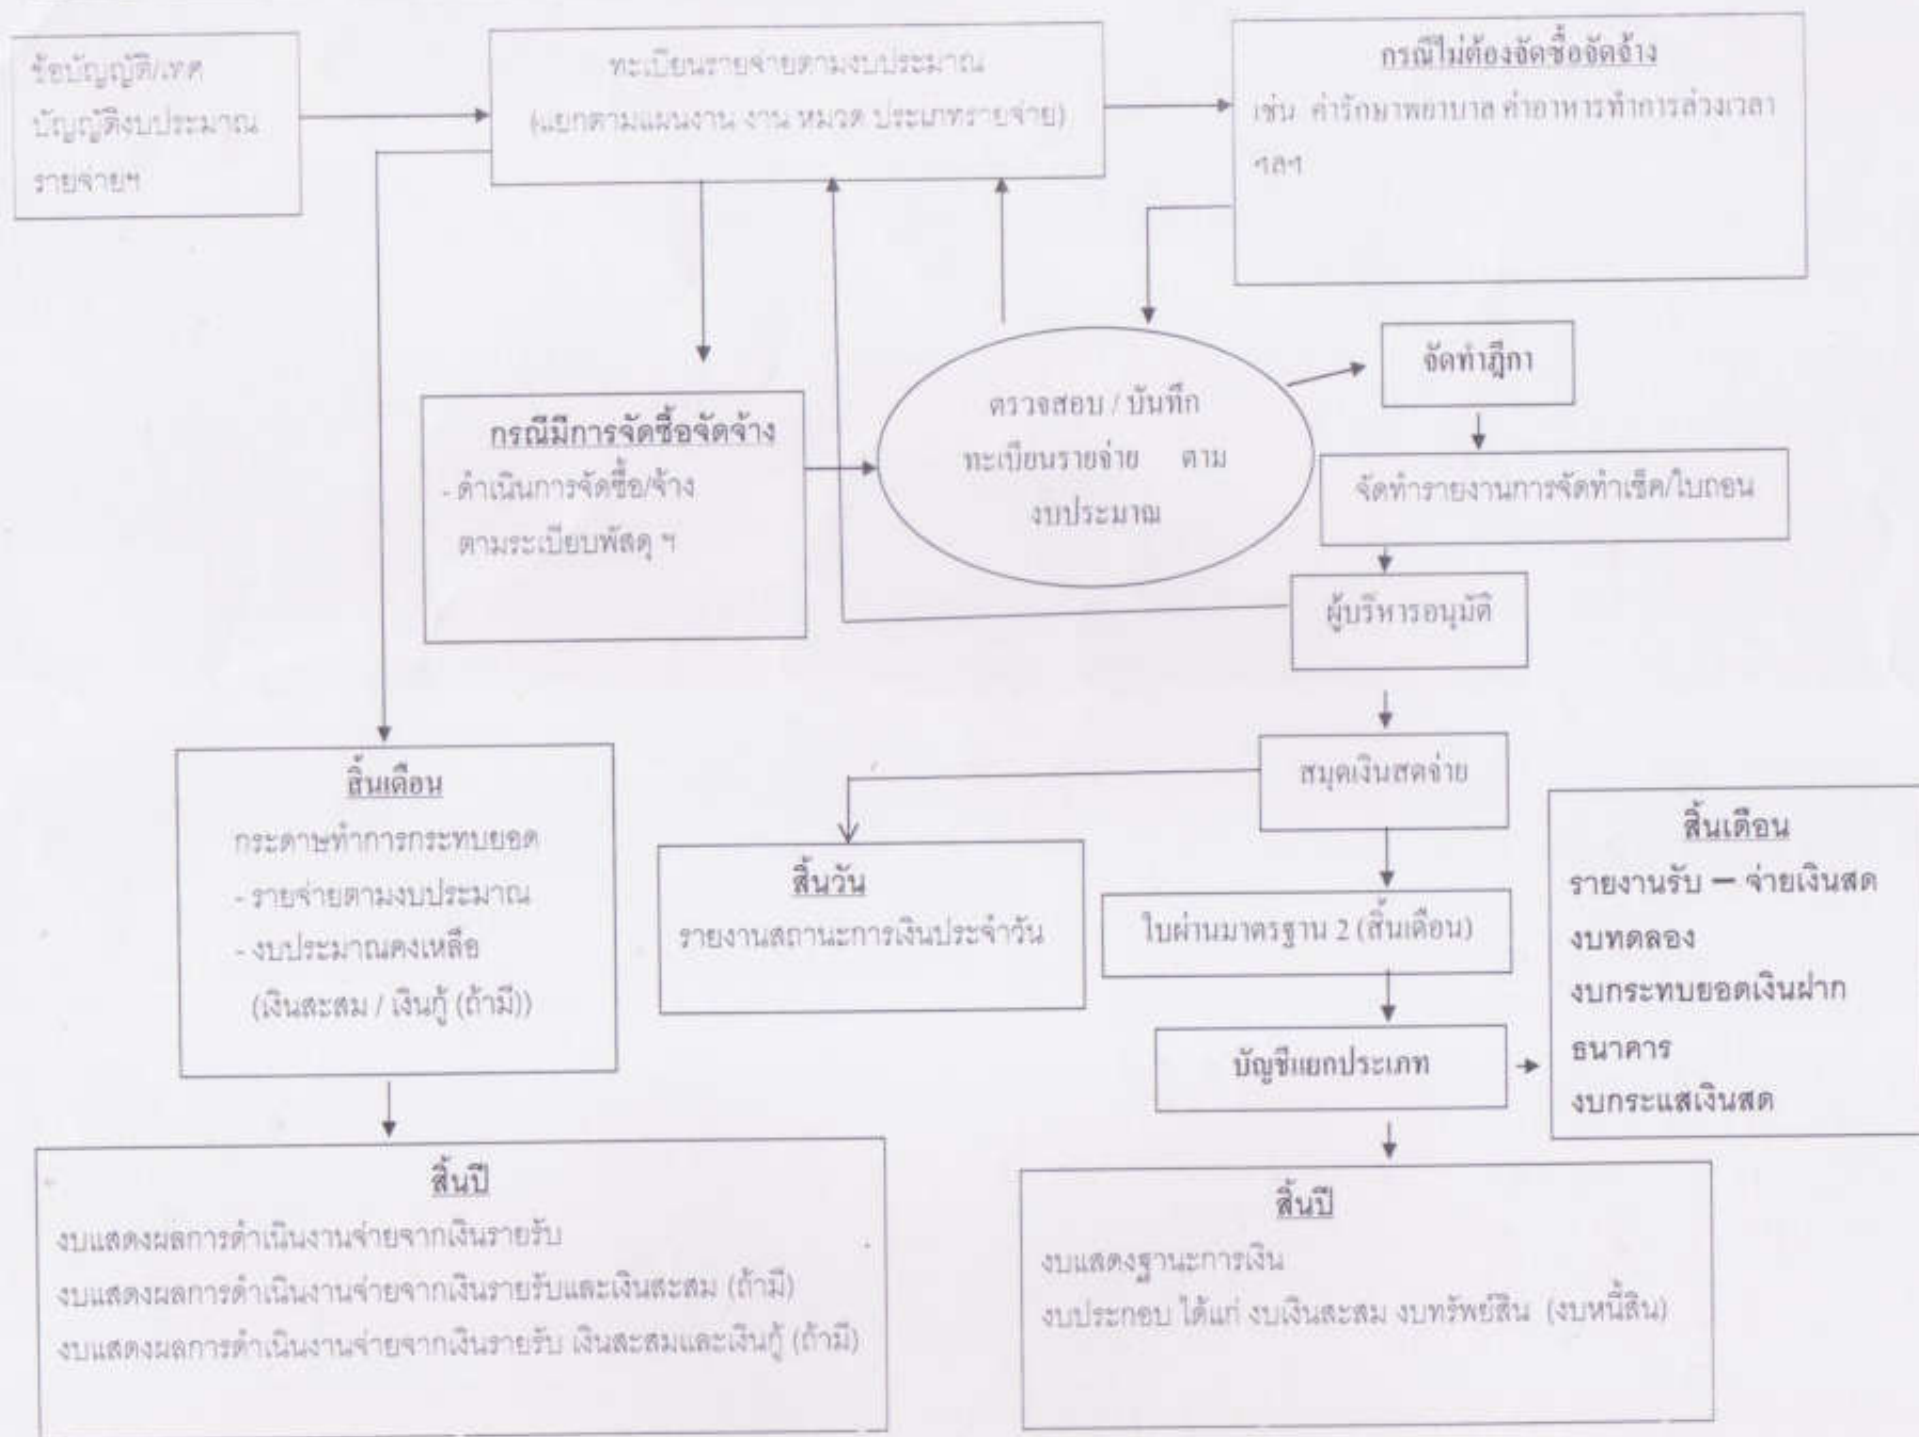 ข้อบัญญัติ/เทศ
บัญญัติงบประมาณ
รายจ่ายฯ
ทะเบียนรายจ่ายตามงบประมาณ
(แยกตามแผนงาน งาน หมวด ประเภทรายจ่าย)
กรณีไม่ต้องจัดซื้อจัดจ้าง
เช่น ค่ารักษาพยาบาล ค่าอาหารทำการล่วงเวลา
ฯลฯ
กรณีมีการจัดซื้อจัดจ้าง
- ดำเนินการจัดซื้อ/จ้าง
ตามระเบียบพัสดุ ฯ
ตรวจสอบ / บันทึก
ทะเบียนรายจ่าย ตาม
งบประมาณ
จัดทำฎีกา
จัดทำรายงานการจัดทำเช็ค/ใบถอน
ผู้บริหารอนุมัติ
สมุดเงินสดจ่าย
สิ้นเดือน
กระดาษทำการกระทบยอด
- รายจ่ายตามงบประมาณ
- งบประมาณคงเหลือ
(เงินสะสม / เงินกู้ (ถ้ามี))
สิ้นวัน
รายงานสถานะการเงินประจำวัน
ใบผ่านมาตรฐาน 2 (สิ้นเดือน)
บัญชีแยกประเภท
สิ้นเดือน
รายงานรับ – จ่ายเงินสด
งบทดลอง
งบกระทบยอดเงินฝาก
ธนาคาร
งบกระแสเงินสด
สิ้นปี
งบแสดงผลการดำเนินงานจ่ายจากเงินรายรับ
งบแสดงผลการดำเนินงานจ่ายจากเงินรายรับและเงินสะสม (ถ้ามี)
งบแสดงผลการดำเนินงานจ่ายจากเงินรายรับ เงินสะสมและเงินกู้ (ถ้ามี)
สิ้นปี
งบแสดงฐานะการเงิน
งบประกอบ ได้แก่ งบเงินสะสม งบทรัพย์สิน (งบหนี้สิน)